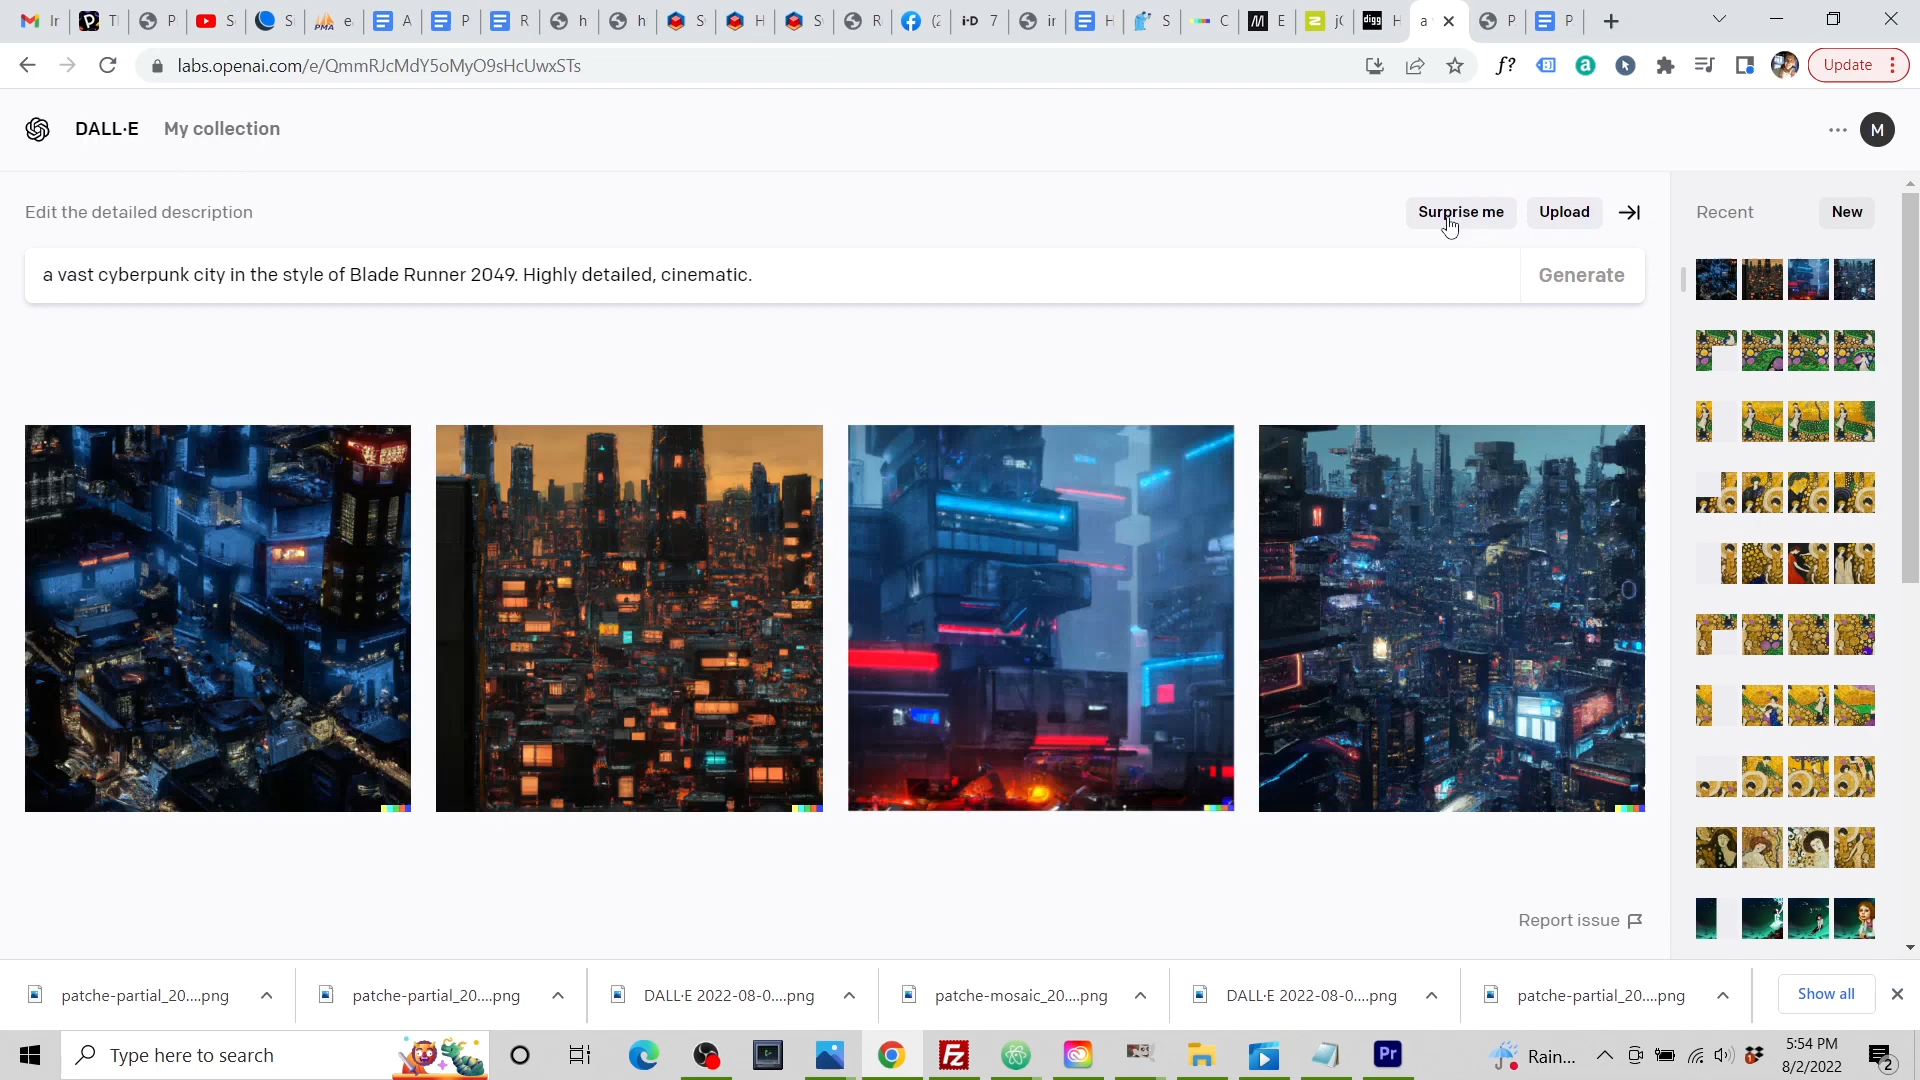 labs.openai.com/e/QmmRJcMdY5oMyO9sHcUwxSTs
Update
DALL·E
My collection
M
Edit the detailed description
Surprise me
Upload
Recent
New
a vast cyberpunk city in the style of Blade Runner 2049. Highly detailed, cinematic.
Generate
Report issue
patche-partial_20....png
patche-partial_20....png
DALL·E 2022-08-0....png
patche-mosaic_20....png
DALL·E 2022-08-0....png
patche-partial_20....png
Show all
Type here to search
Rain...
5:54 PM
8/2/2022
2